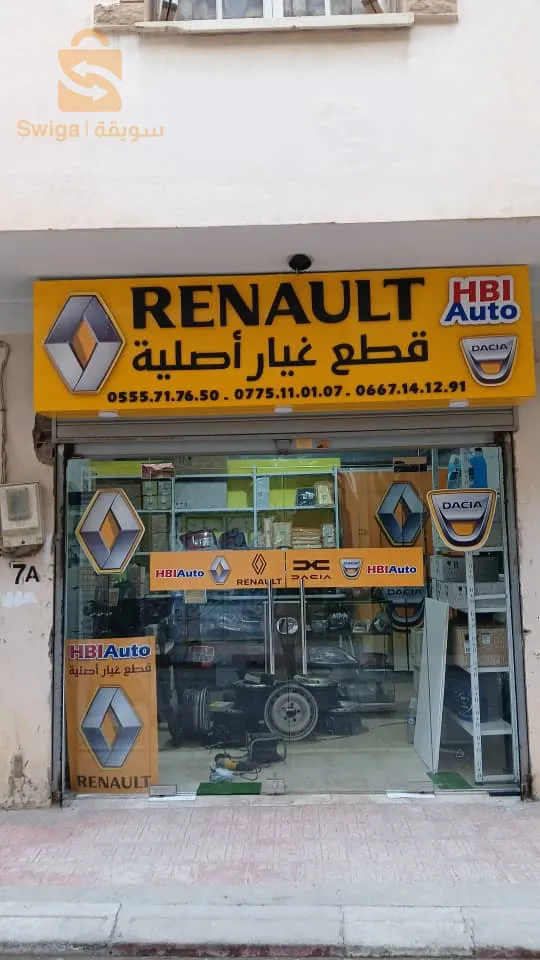 Swiga | سويقة
RENAULT
HBI
Auto
قطع غيار أصلية
DACIA
0555.71.76.50 - 0775.11.01.07 - 0667.14.12.91
DACIA
HBIAuto
RENAULT
DACIA
HBIAuto
7A
HBIAuto
قطع غيار أصلية
RENAULT